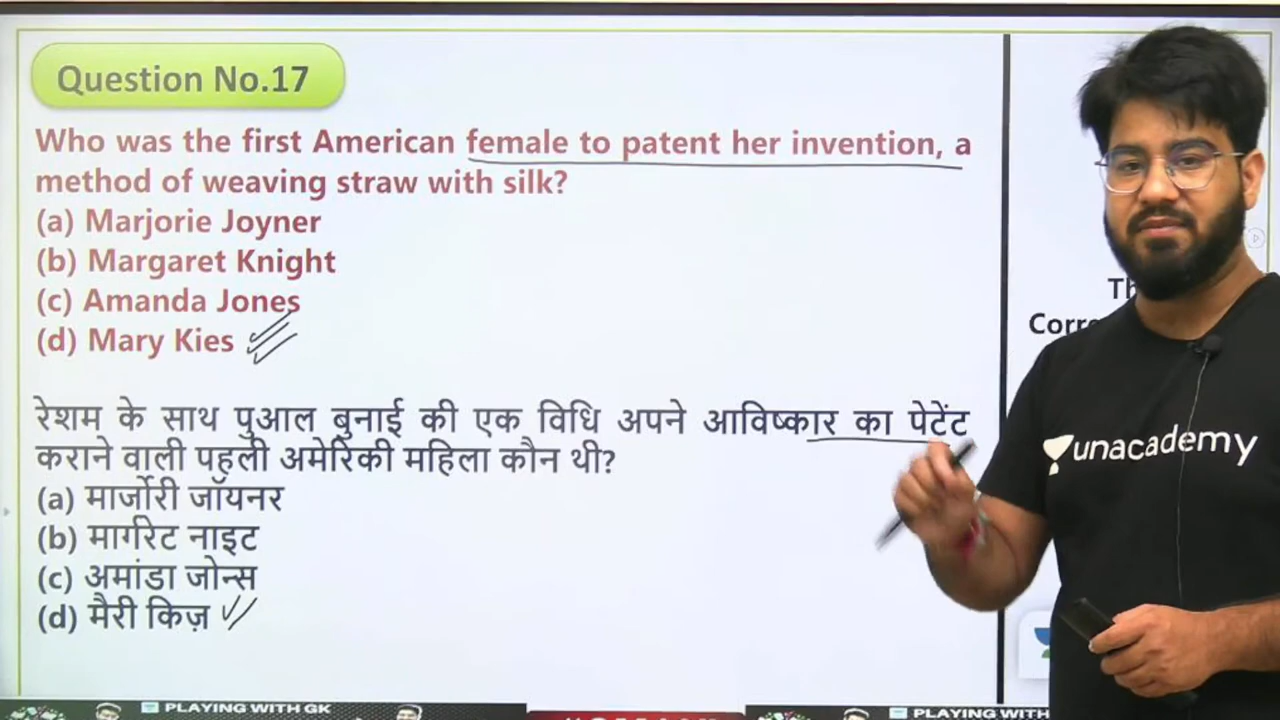 Question No.17
Who was the first American female to patent her invention, a
method of weaving straw with silk?
(a) Marjorie Joyner
(b) Margaret Knight
(c) Amanda Jones
(d) Mary Kies
रेशम के साथ पुआल बुनाई की एक विधि अपने आविष्कार का पेटेंट
कराने वाली पहली अमेरिकी महिला कौन थी?
(a) मार्जोरी जॉयनर
(b) मार्गरेट नाइट
(c) अमांडा जोन्स
(d) मैरी किज़
unacademy
PLAYING WITH GK
PLAYING WITH